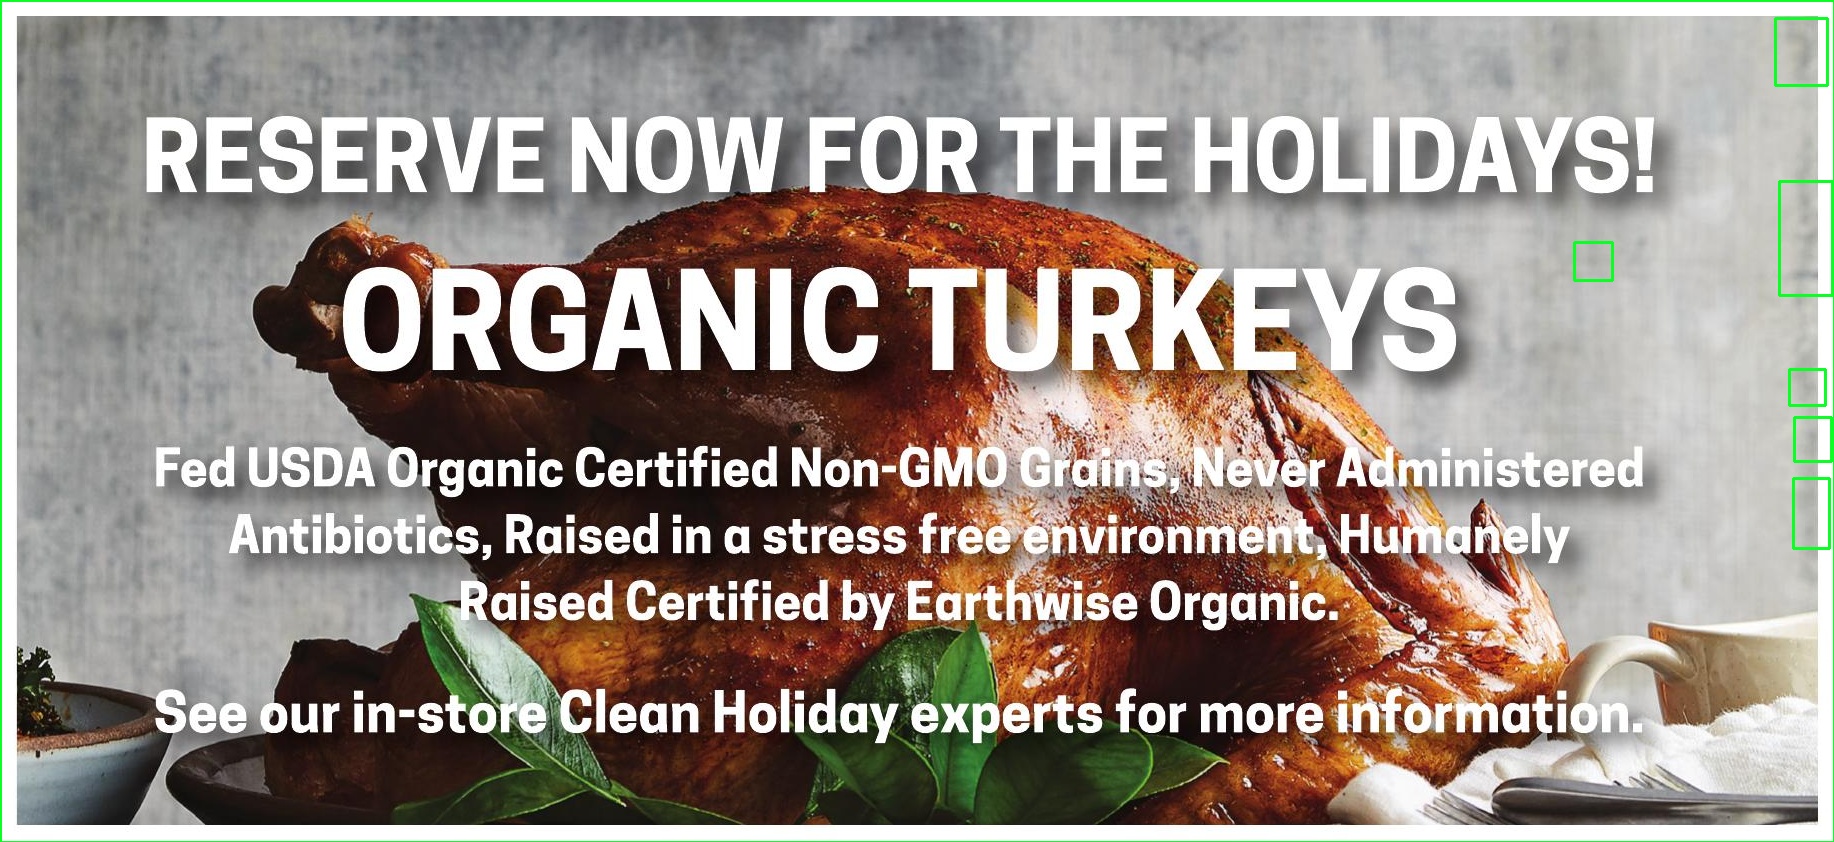 RESERVE NOW FOR THE HOLIDAYS!
ORGANIC TURKEYS
Fed USDA Organic Certified Non-GMO Grains, Never Administered
Antibiotics, Raised in a stress free environment, Humanely
Raised Certified by Earthwise Organic.
See our in-store Clean Holiday experts for more information.